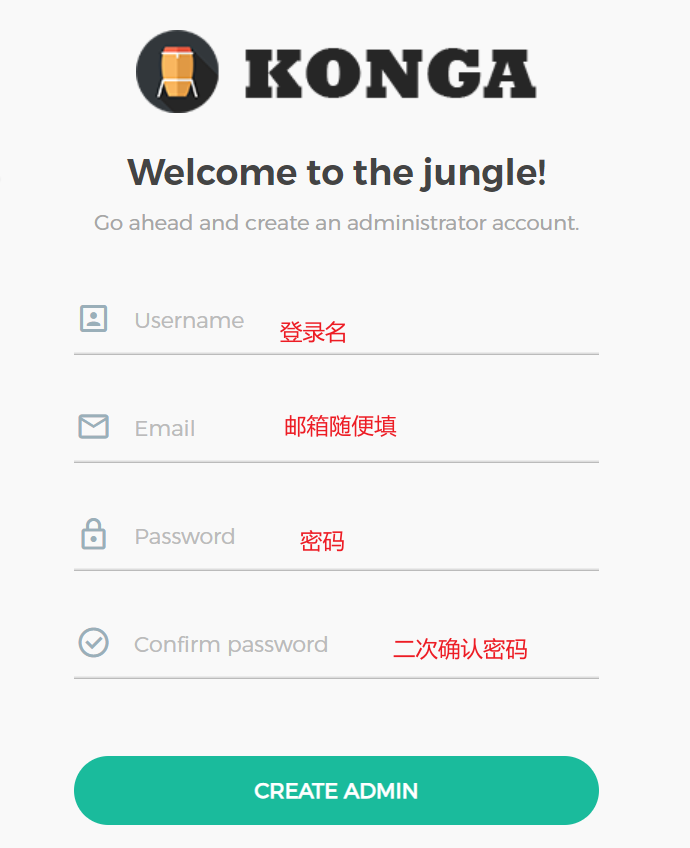 KONGA
Welcome to the jungle!
Go ahead and create an administrator account.
Username 登录名
Email 邮箱随便填
Password 密码
Confirm password 二次确认密码
CREATE ADMIN